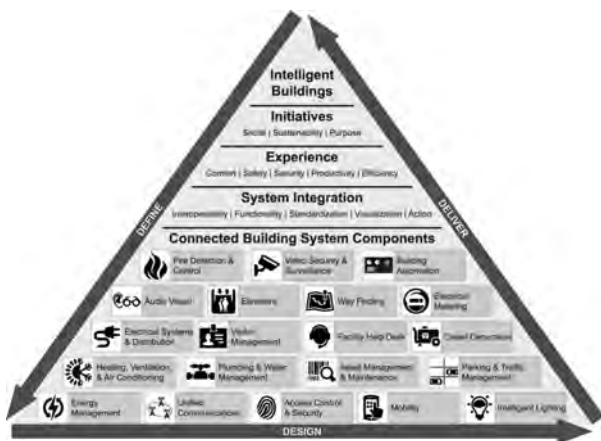 Intelligent
Buildings
Initiatives
Social | Sustainability | Purpose
Experience
Comfort | Safety | Security | Productivity | Efficiency
System Integration
Interoperability | Functionality | Standardization | Visualization | Action
Connected Building System Components
Fire Detection &
Control
Video Security &
Surveillance
Building
Automation
Audio Visual
Elevators
Way Finding
Electrical
Metering
Electrical Systems
& Distribution
Visitor
Management
Facility Help Desk
Diesel Generators
Heating, Ventilation,
& Air Conditioning
Plumbing & Water
Management
Asset Management
& Maintenance
Parking & Traffic
Management
Energy
Management
Unified
Communications
Access Control
& Security
Mobility
Intelligent Lighting
DEFINE
DESIGN
DELIVER